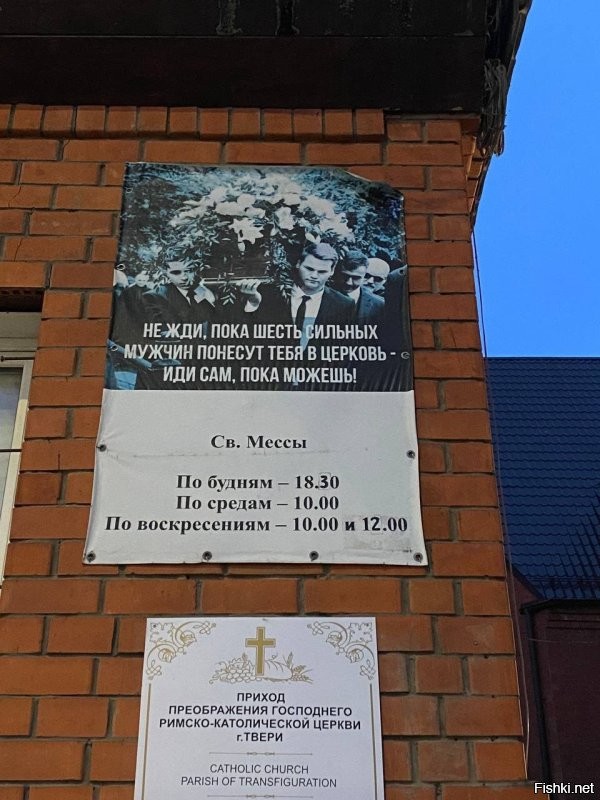 НЕ ЖДИ, ПОКА ШЕСТЬ СИЛЬНЫХ
МУЖЧИН ПОНЕСУТ ТЕБЯ В ЦЕРКОВЬ -
ИДИ САМ, ПОКА МОЖЕШЬ!
Св. Мессы
По будням – 18.30
По средам – 10.00
По воскресениям – 10.00 и 12.00
ПРИХОД
ПРЕОБРАЖЕНИЯ ГОСПОДНЕГО
РИМСКО-КАТОЛИЧЕСКОЙ ЦЕРКВИ
г.ТВЕРИ
CATHOLIC CHURCH
PARISH OF TRANSFIGURATION
Fishki.net